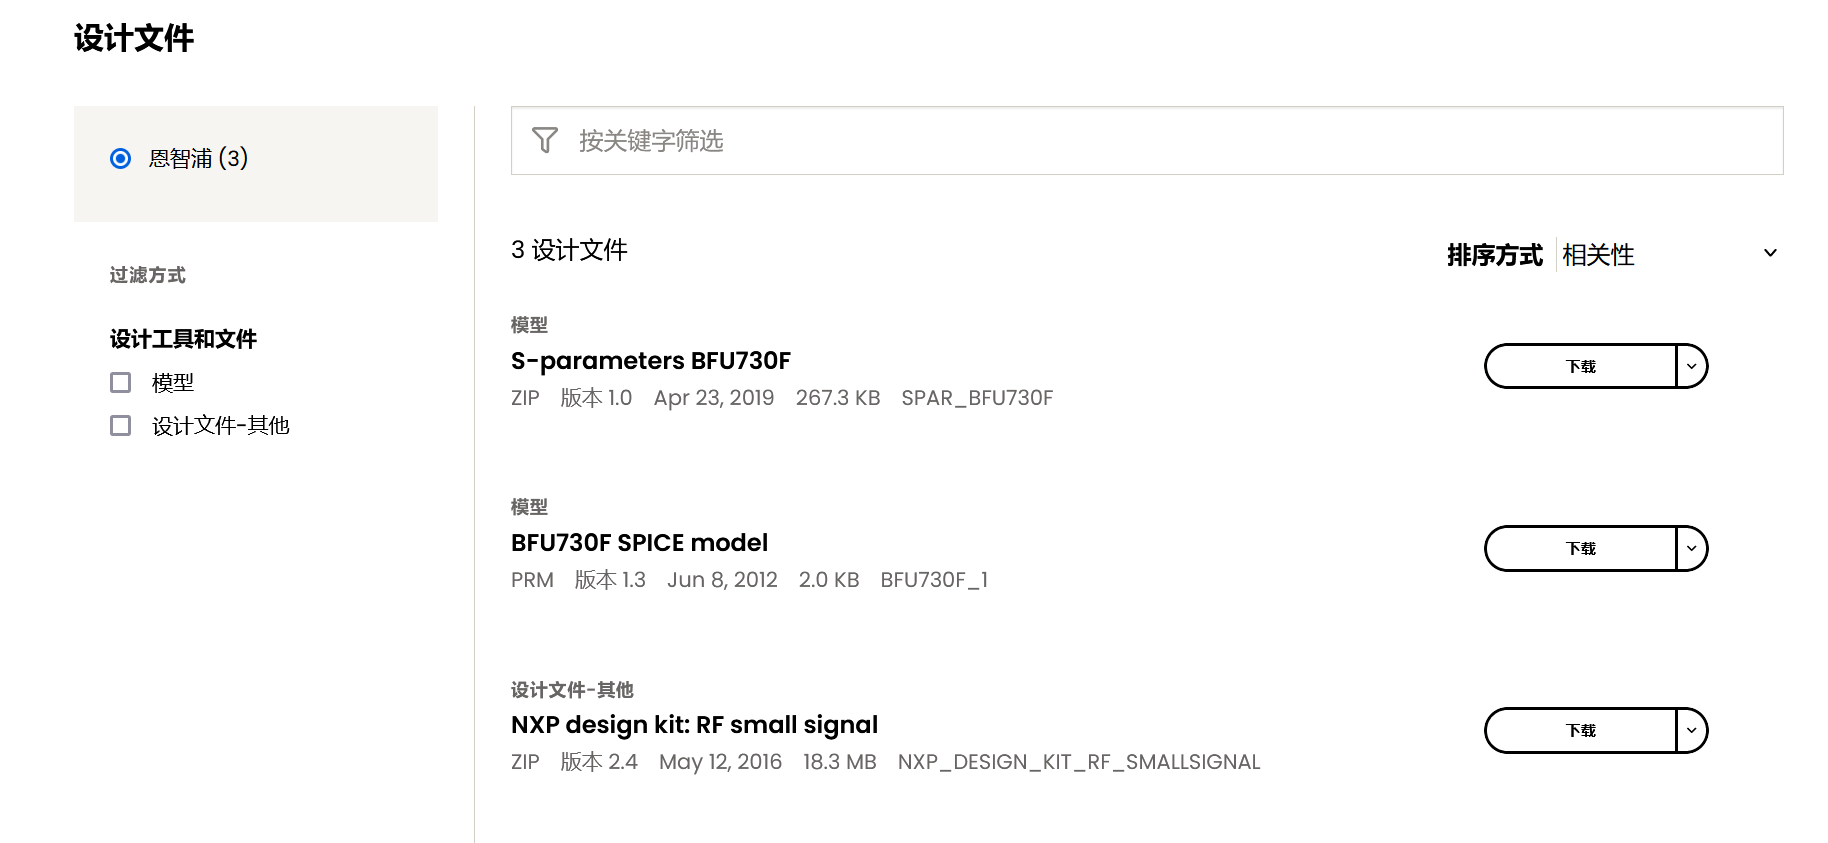 设计文件
恩智浦 (3)
过滤方式
设计工具和文件
模型
设计文件-其他
按关键字筛选
3 设计文件
排序方式 相关性
模型
S-parameters BFU730F
ZIP 版本 1.0 Apr 23, 2019 267.3 KB SPAR_BFU730F
下载
模型
BFU730F SPICE model
PRM 版本 1.3 Jun 8, 2012 2.0 KB BFU730F_1
下载
设计文件-其他
NXP design kit: RF small signal
ZIP 版本 2.4 May 12, 2016 18.3 MB NXP_DESIGN_KIT_RF_SMALLSIGNAL
下载